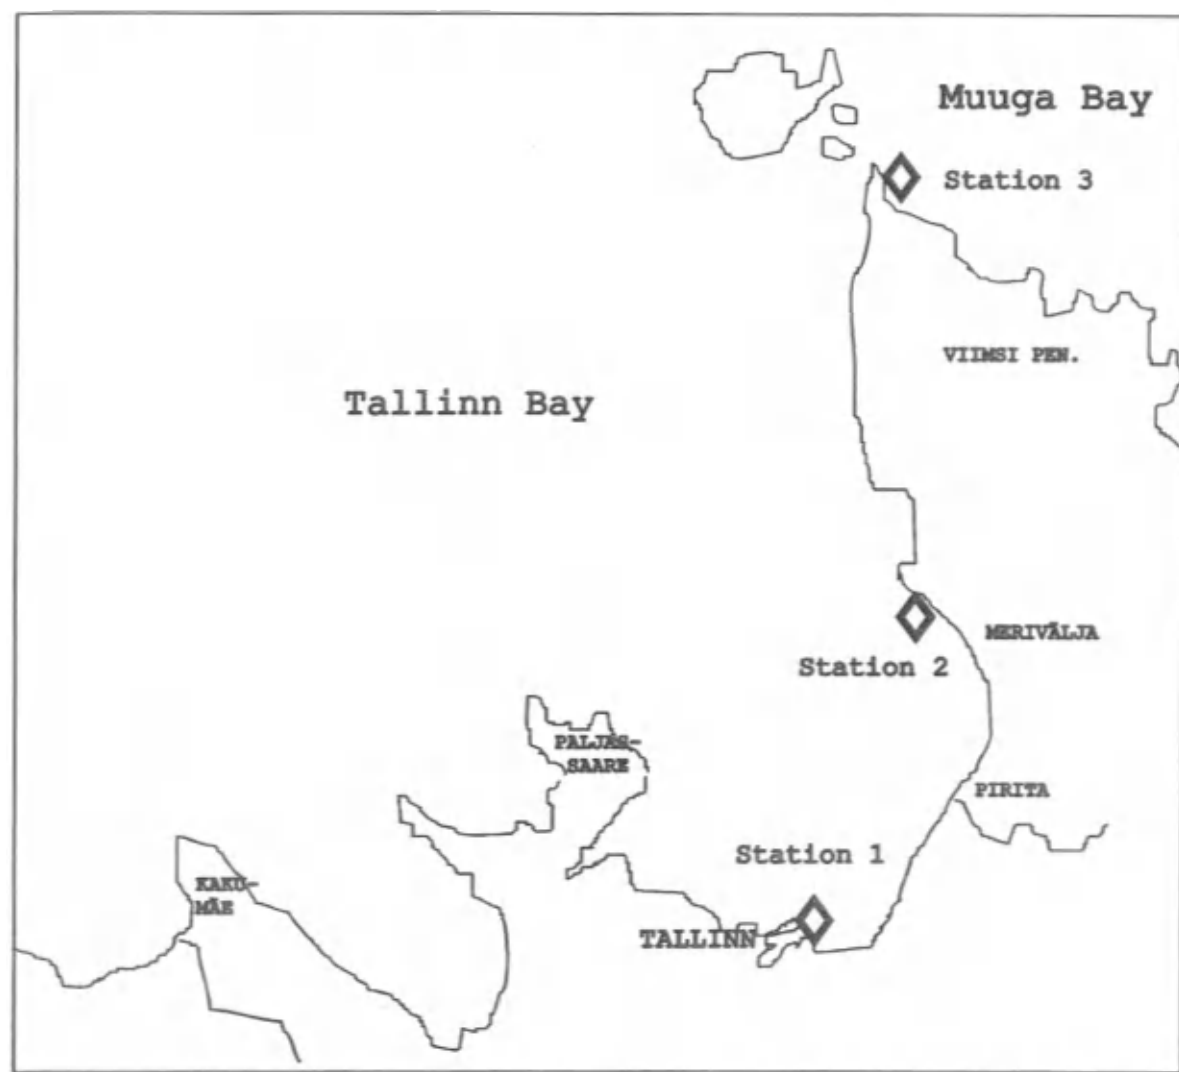 Muuga Bay
Station 3
VIIMSI PEN.
Tallinn Bay
MERIVÄLJA
Station 2
PALJAS-
SAARE
PIRITA
Station 1
KAKU-
MÄE
TALLINN